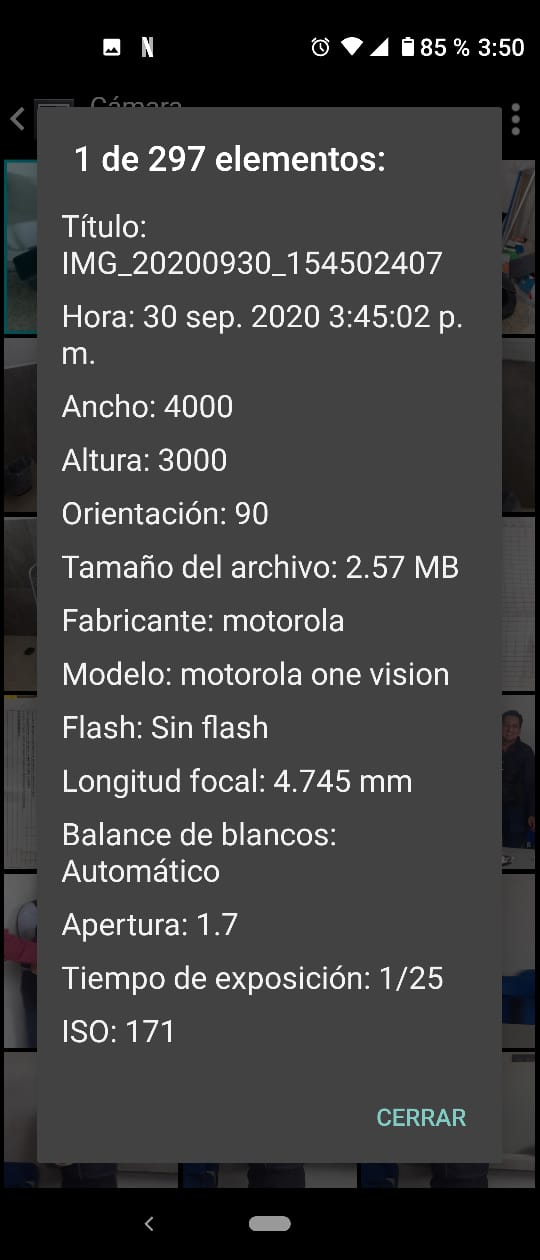 85 % 3:50
Cámara
1 de 297 elementos:
Título:
IMG_20200930_154502407
Hora: 30 sep. 2020 3:45:02 p.
m.
Ancho: 4000
Altura: 3000
Orientación: 90
Tamaño del archivo: 2.57 MB
Fabricante: motorola
Modelo: motorola one vision
Flash: Sin flash
Longitud focal: 4.745 mm
Balance de blancos:
Automático
Apertura: 1.7
Tiempo de exposición: 1/25
ISO: 171
CERRAR